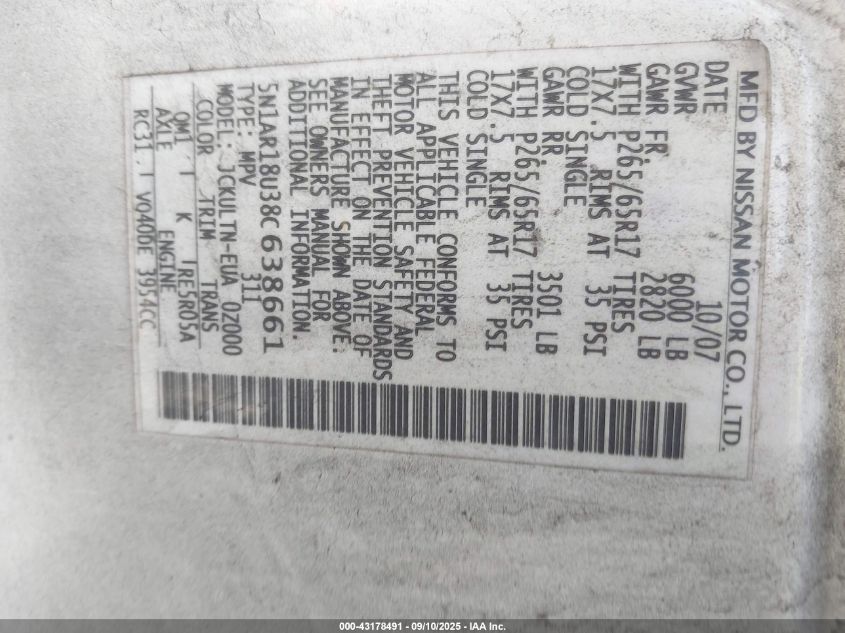 MFD BY NISSAN MOTOR CO., LTD.
DATE 10/07
GVWR 6000 LB
GAWR FR. 2820 LB
WITH P265/65R17 TIRES
17X7.5 RIMS AT 35 PSI
COLD SINGLE
GAWR RR. 3501 LB
WITH P265/65R17 TIRES
17X7.5 RIMS AT 35 PSI
COLD SINGLE
THIS VEHICLE CONFORMS TO
ALL APPLICABLE FEDERAL
MOTOR VEHICLE SAFETY AND
THEFT PREVENTION STANDARDS
IN EFFECT ON THE DATE OF
MANUFACTURE SHOWN ABOVE.
SEE OWNERS MANUAL FOR
ADDITIONAL INFORMATION.
5N1AR18U38C638661
TYPE: MPV 311
MODEL: JCKULTN-EUA 0Z000
COLOR TRIM TRANS
QM1 K RE5R05A
AXLE ENGINE
RC31 VQ40DE 3954CC
000-43178491 - 09/10/2025 - IAA Inc.